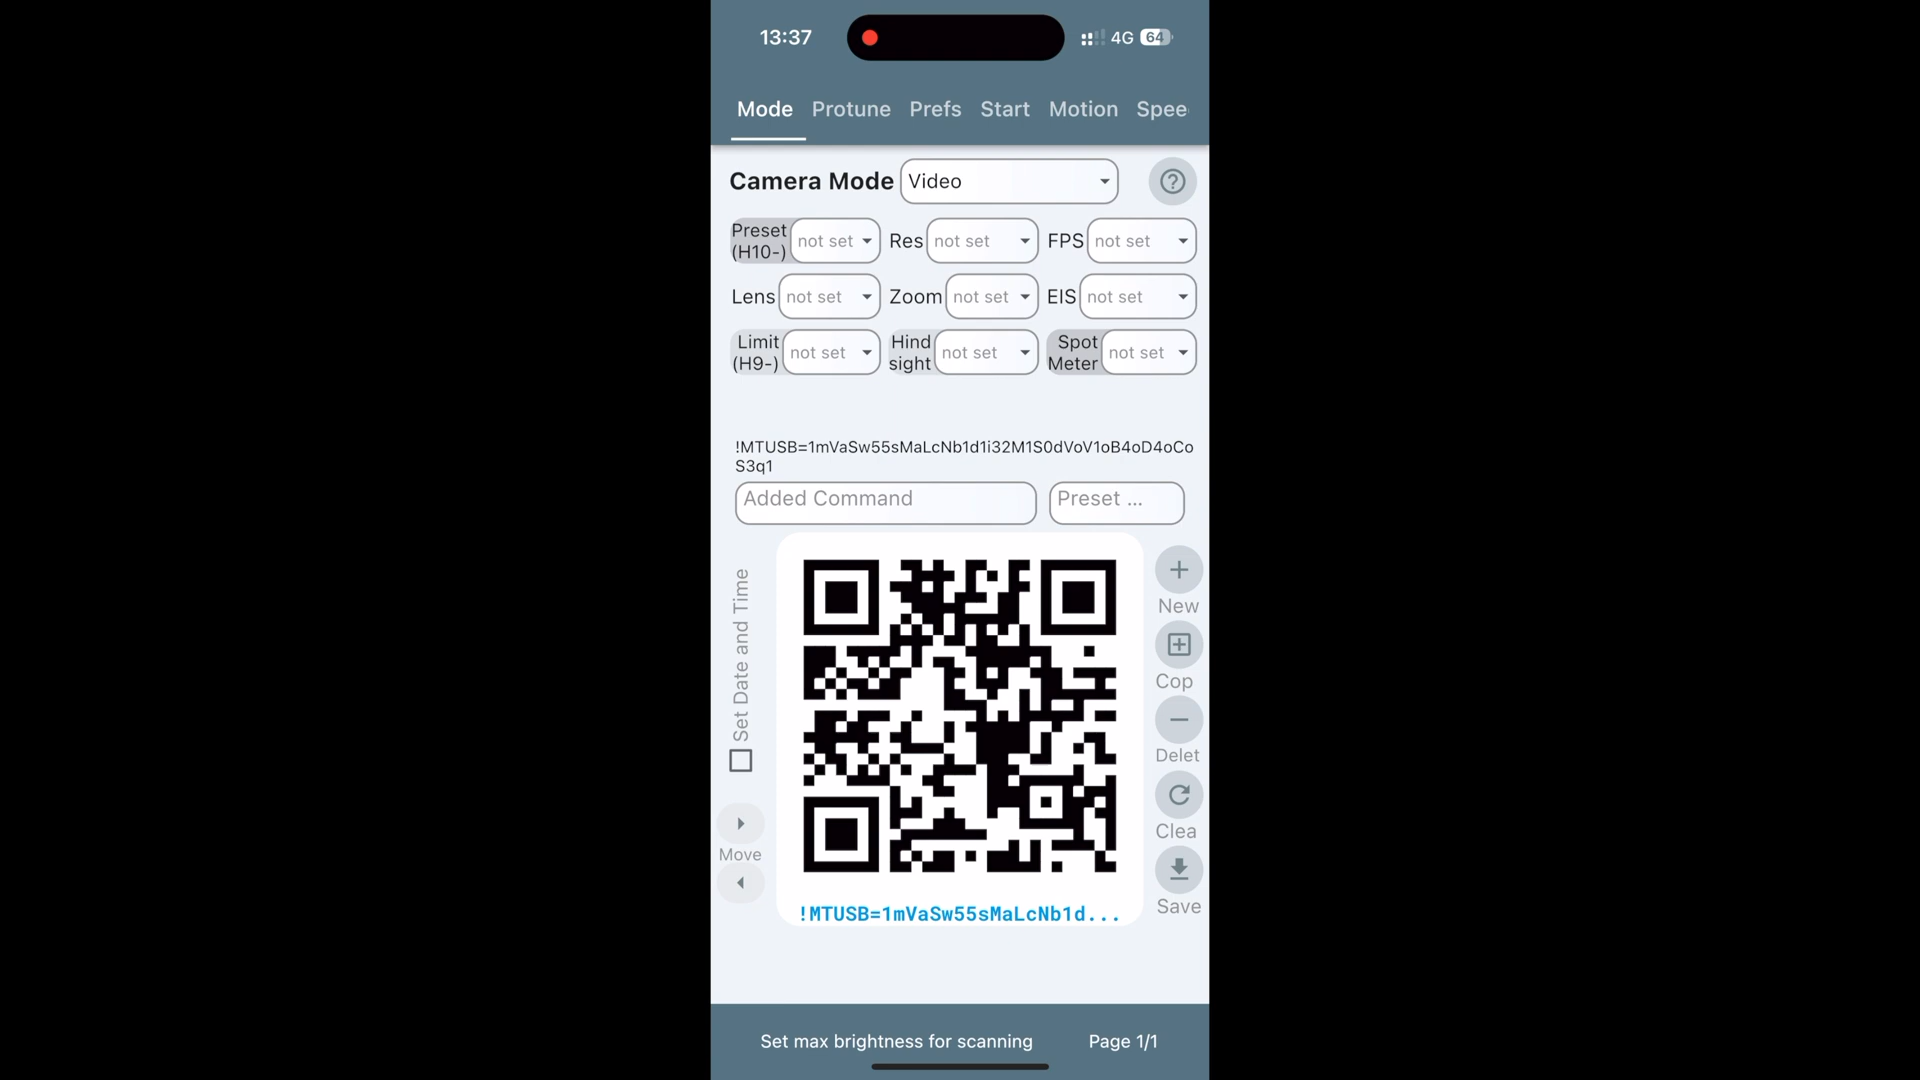 13:37 4G 64
Mode Protune Prefs Start Motion Spee
Camera Mode Video ?
Preset (H10-) not set Res not set FPS not set
Lens not set Zoom not set EIS not set
Limit (H9-) not set Hind sight not set Spot Meter not set
!MTUSB=1mVaSw55sMaLcNb1d1i32M1S0dVoV1oB4oD4oCo
S3q1
Added Command Preset ...
Set Date and Time
New
Cop
Delet
Clea
Move
Save
!MTUSB=1mVaSw55sMaLcNb1d...
Set max brightness for scanning Page 1/1